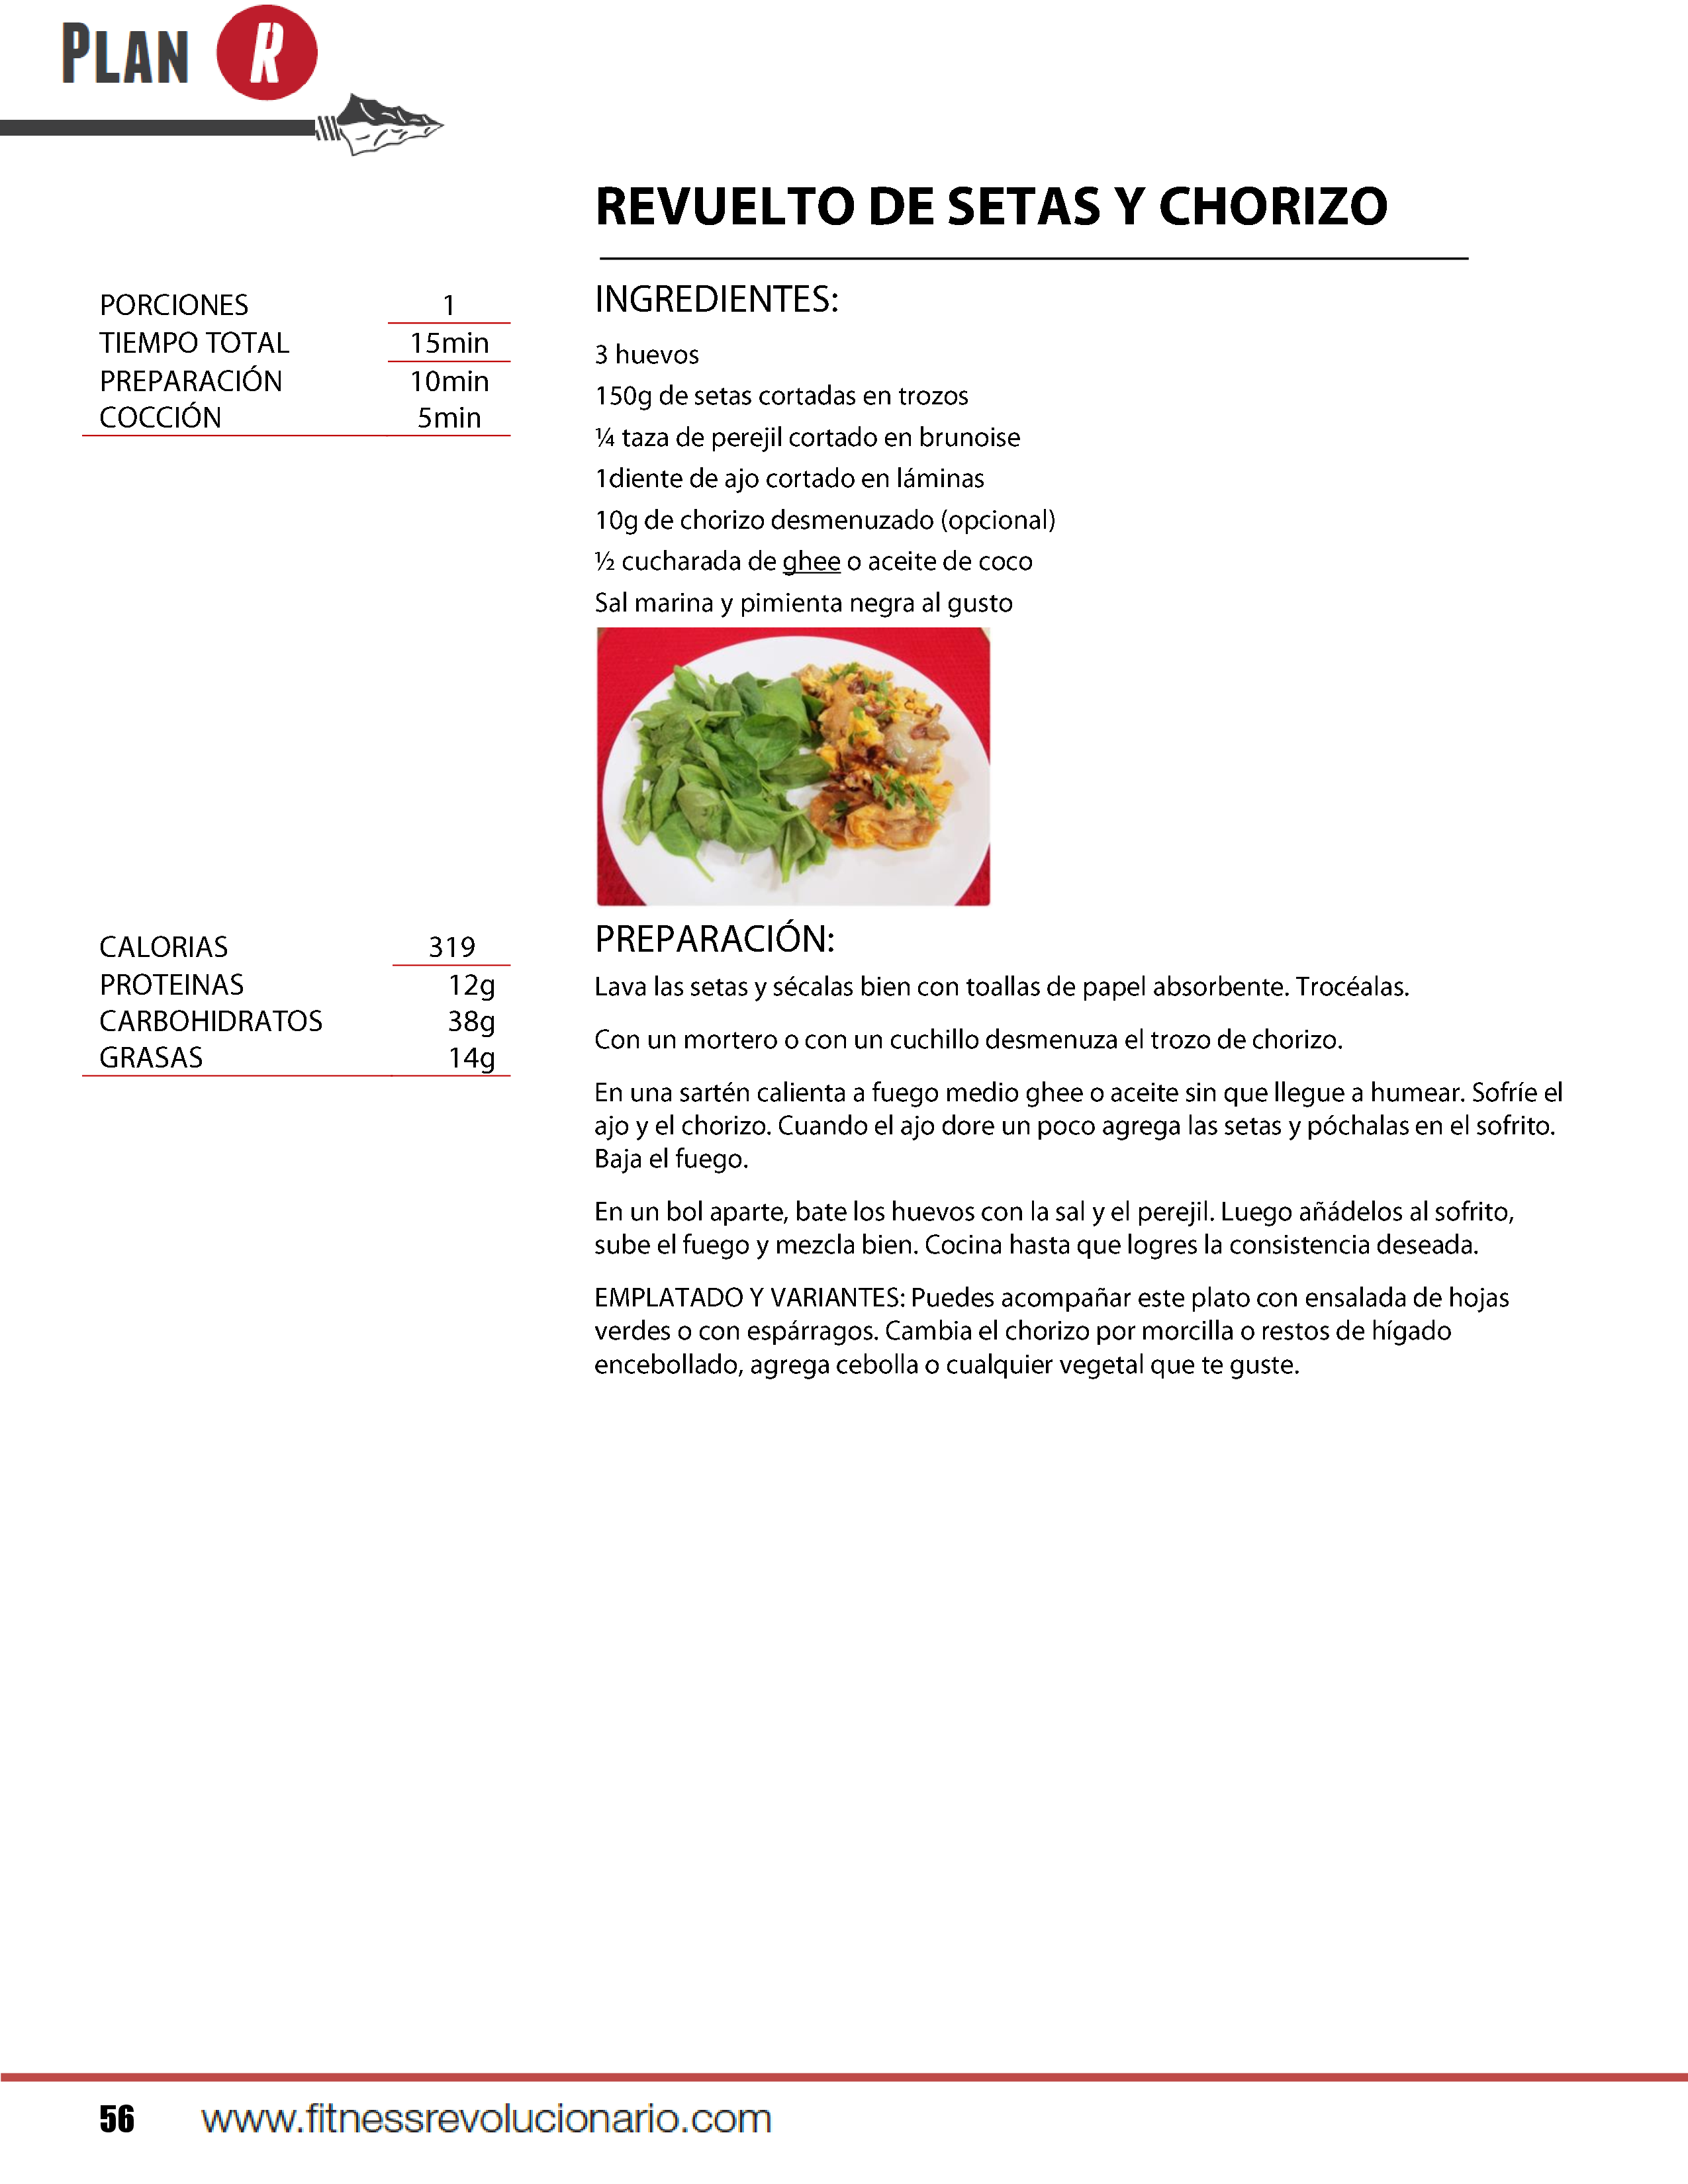 PLAN R
REVUELTO DE SETAS Y CHORIZO
PORCIONES 1
TIEMPO TOTAL 15min
PREPARACIÓN 10min
COCCIÓN 5min
INGREDIENTES:
3 huevos
150g de setas cortadas en trozos
¼ taza de perejil cortado en brunoise
1diente de ajo cortado en láminas
10g de chorizo desmenuzado (opcional)
½ cucharada de ghee o aceite de coco
Sal marina y pimienta negra al gusto
CALORIAS 319
PROTEINAS 12g
CARBOHIDRATOS 38g
GRASAS 14g
PREPARACIÓN:
Lava las setas y sécalas bien con toallas de papel absorbente. Trocéalas.
Con un mortero o con un cuchillo desmenuza el trozo de chorizo.
En una sartén calienta a fuego medio ghee o aceite sin que llegue a humear. Sofríe el
ajo y el chorizo. Cuando el ajo dore un poco agrega las setas y póchalas en el sofrito.
Baja el fuego.
En un bol aparte, bate los huevos con la sal y el perejil. Luego añádelos al sofrito,
sube el fuego y mezcla bien. Cocina hasta que logres la consistencia deseada.
EMPLATADO Y VARIANTES: Puedes acompañar este plato con ensalada de hojas
verdes o con espárragos. Cambia el chorizo por morcilla o restos de hígado
encebollado, agrega cebolla o cualquier vegetal que te guste.
56 www.fitnessrevolucionario.com